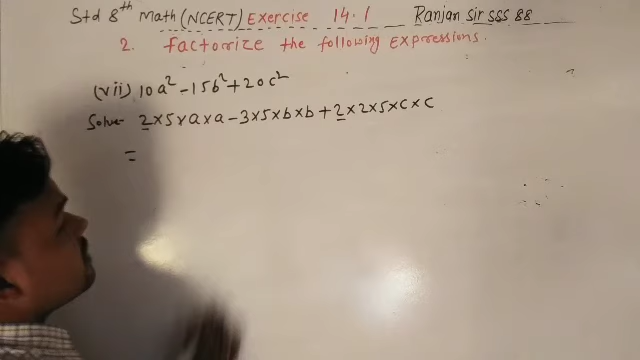 Std 8th Math (NCERT) Exercise 14.1 Ranjan Sir SSS 88
2. Factorize the following expressions.
(vii) 10a² - 15b² + 20c²
Solve- 2×5×a×a - 3×5×b×b + 2×2×5×c×c
=